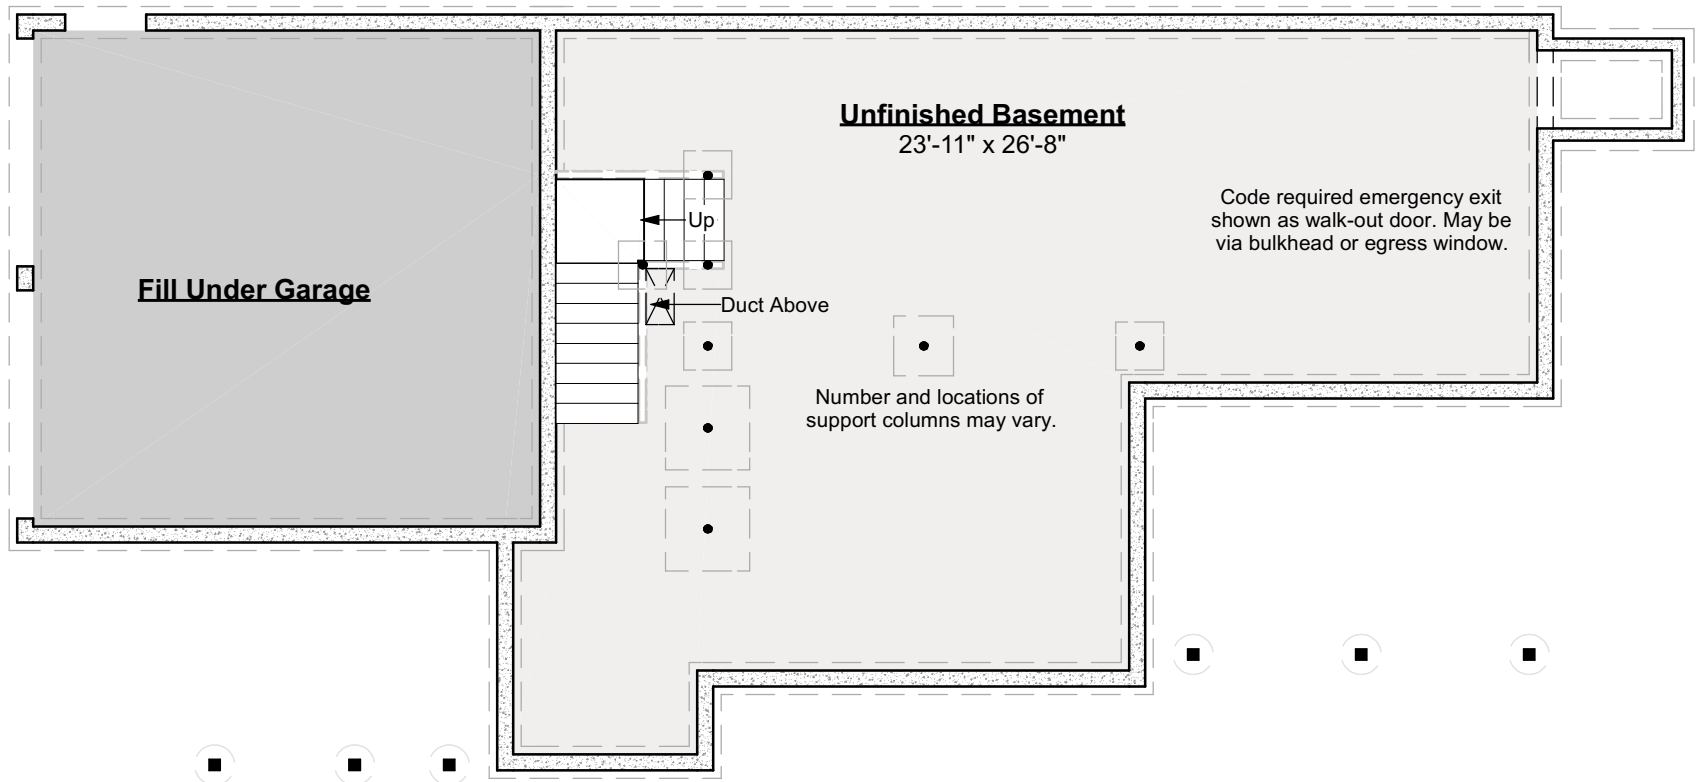 Unfinished Basement
23'-11" x 26'-8"
Code required emergency exit
shown as walk-out door. May be
via bulkhead or egress window.
Up
Fill Under Garage
Duct Above
Number and locations of
support columns may vary.